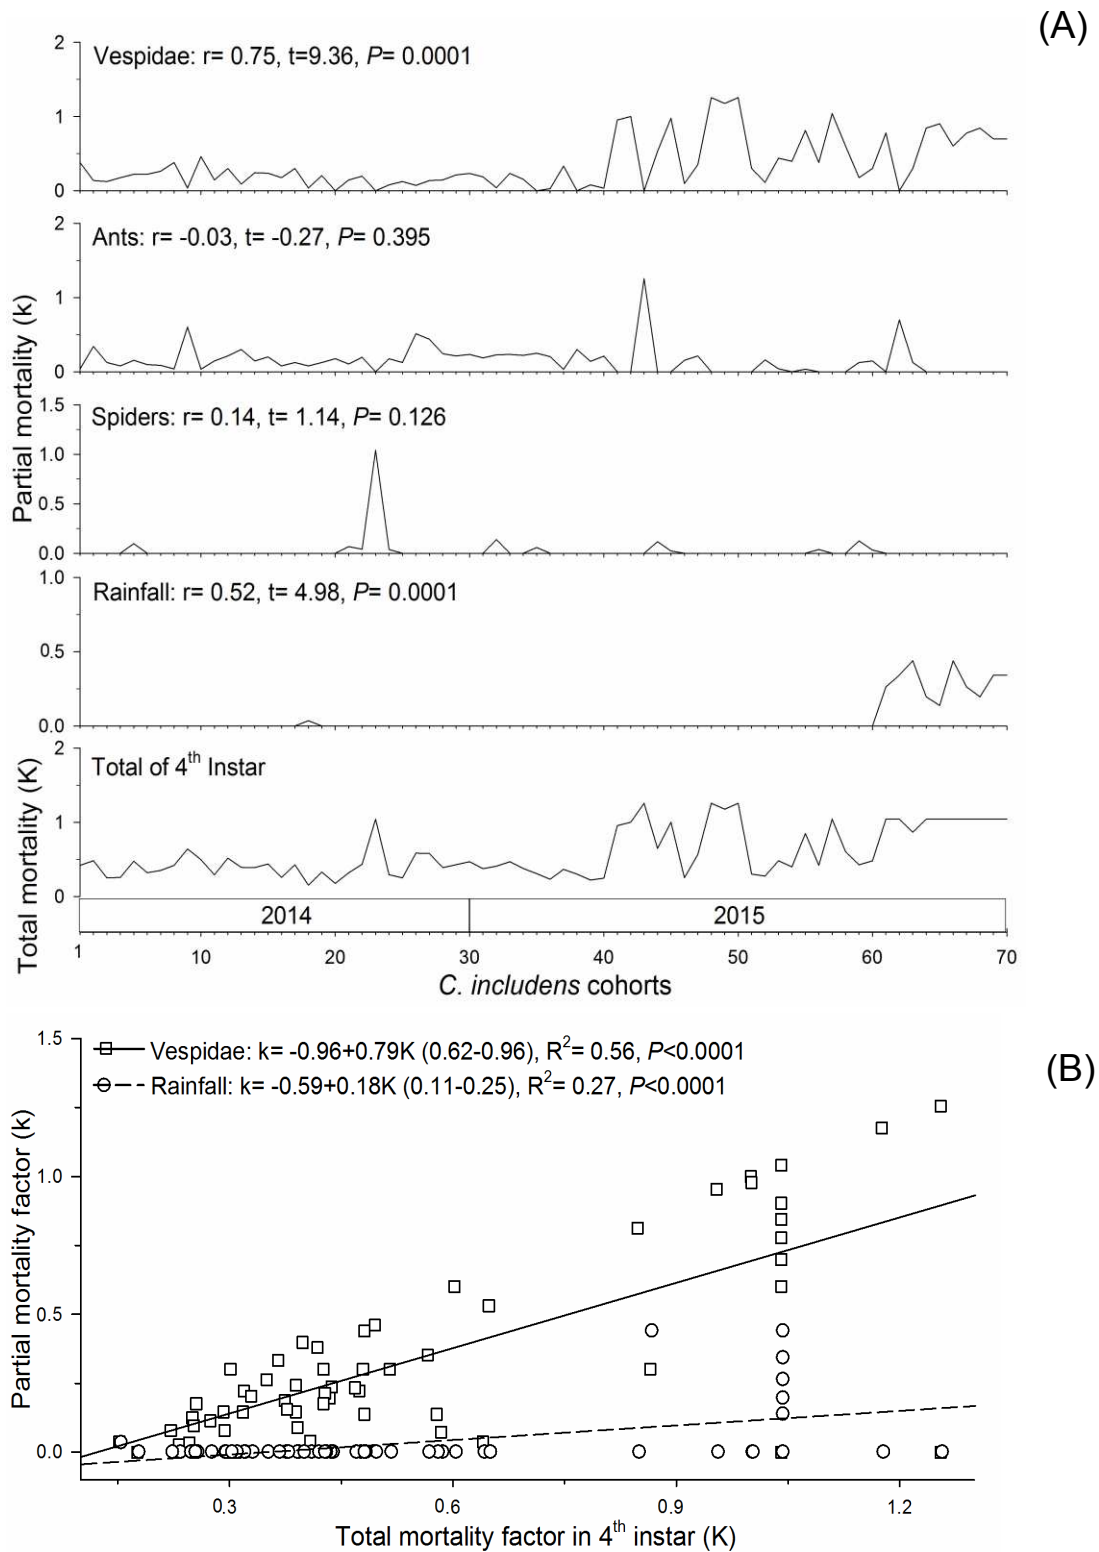 (A)
Vespidae: r= 0.75, t=9.36, P= 0.0001
2
1
0
Ants: r= -0.03, t= -0.27, P= 0.395
2
1
0
Partial mortality (k)
Spiders: r= 0.14, t= 1.14, P= 0.126
1.5
1.0
0.5
0.0
Rainfall: r= 0.52, t= 4.98, P= 0.0001
1.0
0.5
0.0
Total of 4th Instar
2
1
0
Total mortality (K)
2014 2015
1 10 20 30 40 50 60 70
C. includens cohorts
(B)
Vespidae: k= -0.96+0.79K (0.62-0.96), R2= 0.56, P<0.0001
Rainfall: k= -0.59+0.18K (0.11-0.25), R2= 0.27, P<0.0001
1.5
1.0
0.5
0.0
Partial mortality factor (k)
0.3 0.6 0.9 1.2
Total mortality factor in 4th instar (K)